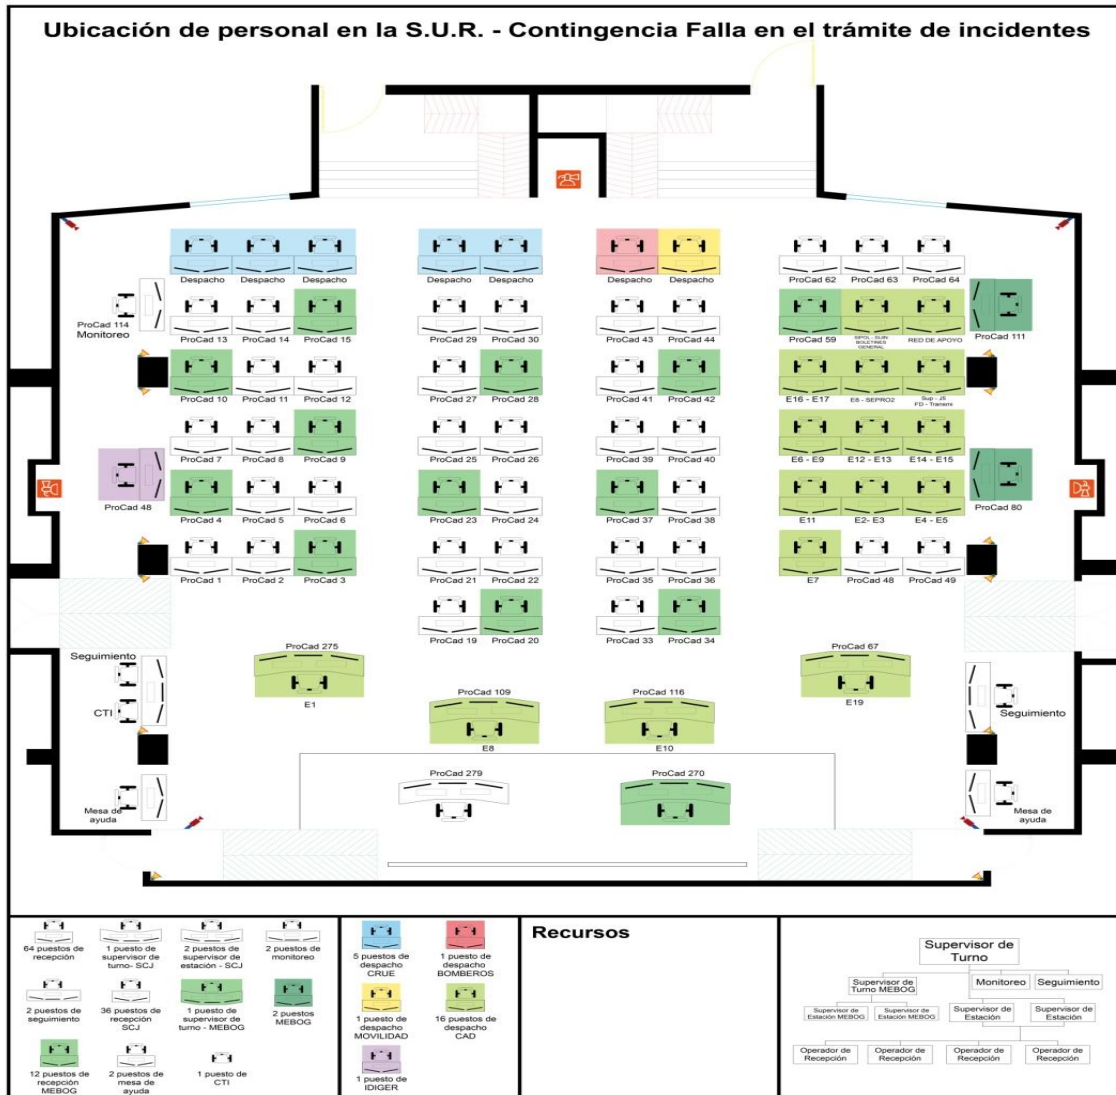 Ubicación de personal en la S.U.R. - Contingencia Falla en el trámite de incidentes
Despacho Despacho Despacho Despacho Despacho Despacho Despacho ProCad 62 ProCad 63 ProCad 64
ProCad 114
Monitoreo
ProCad 13 ProCad 14 ProCad 15 ProCad 29 ProCad 30 ProCad 43 ProCad 44 ProCad 59
SIPOL - SIJIN
BOLETINES
GENERAL
RED DE APOYO
ProCad 111
ProCad 10 ProCad 11 ProCad 12 ProCad 27 ProCad 28 ProCad 41 ProCad 42 E16 - E17 E8 - SEPRO2
Sup - J5
FD - Transmi
ProCad 7 ProCad 8 ProCad 9 ProCad 25 ProCad 26 ProCad 39 ProCad 40 E6 - E9 E12 - E13 E14 - E15
ProCad 48
ProCad 80
ProCad 4 ProCad 5 ProCad 6 ProCad 23 ProCad 24 ProCad 37 ProCad 38 E11 E2- E3 E4 - E5
ProCad 1 ProCad 2 ProCad 3 ProCad 21 ProCad 22 ProCad 35 ProCad 36 E7 ProCad 48 ProCad 49
ProCad 19 ProCad 20 ProCad 33 ProCad 34
ProCad 275
E1
ProCad 67
E19
Seguimiento
CTI
ProCad 109
E8
ProCad 116
E10
Seguimiento
ProCad 279
ProCad 270
Mesa de
ayuda
Mesa de
ayuda
64 puestos de
recepción
1 puesto de
supervisor de
turno- SCJ
2 puestos de
supervisor de
estación - SCJ
2 puestos de
monitoreo
2 puestos de
seguimiento
36 puestos de
recepción
SCJ
1 puesto de
supervisor de
turno - MEBOG
2 puestos
MEBOG
12 puestos de
recepción
MEBOG
2 puestos de
mesa de
ayuda
1 puesto de
CTI
5 puestos de
despacho
CRUE
1 puesto de
despacho
BOMBEROS
1 puesto de
despacho
MOVILIDAD
16 puestos de
despacho
CAD
1 puesto de
IDIGER
Recursos
Supervisor de
Turno
Supervisor de
Turno MEBOG
Monitoreo
Seguimiento
Supervisor de
Estación MEBOG
Supervisor de
Estación MEBOG
Supervisor de
Estación
Supervisor de
Estación
Operador de
Recepción
Operador de
Recepción
Operador de
Recepción
Operador de
Recepción